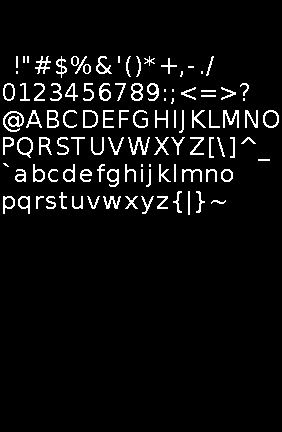 !"#$%&'()*+,-./
0123456789:;<=>?
@ABCDEFGHIJKLMNO
PQRSTUVWXYZ[\]^_
`abcdefghijklmno
pqrstuvwxyz{|}~